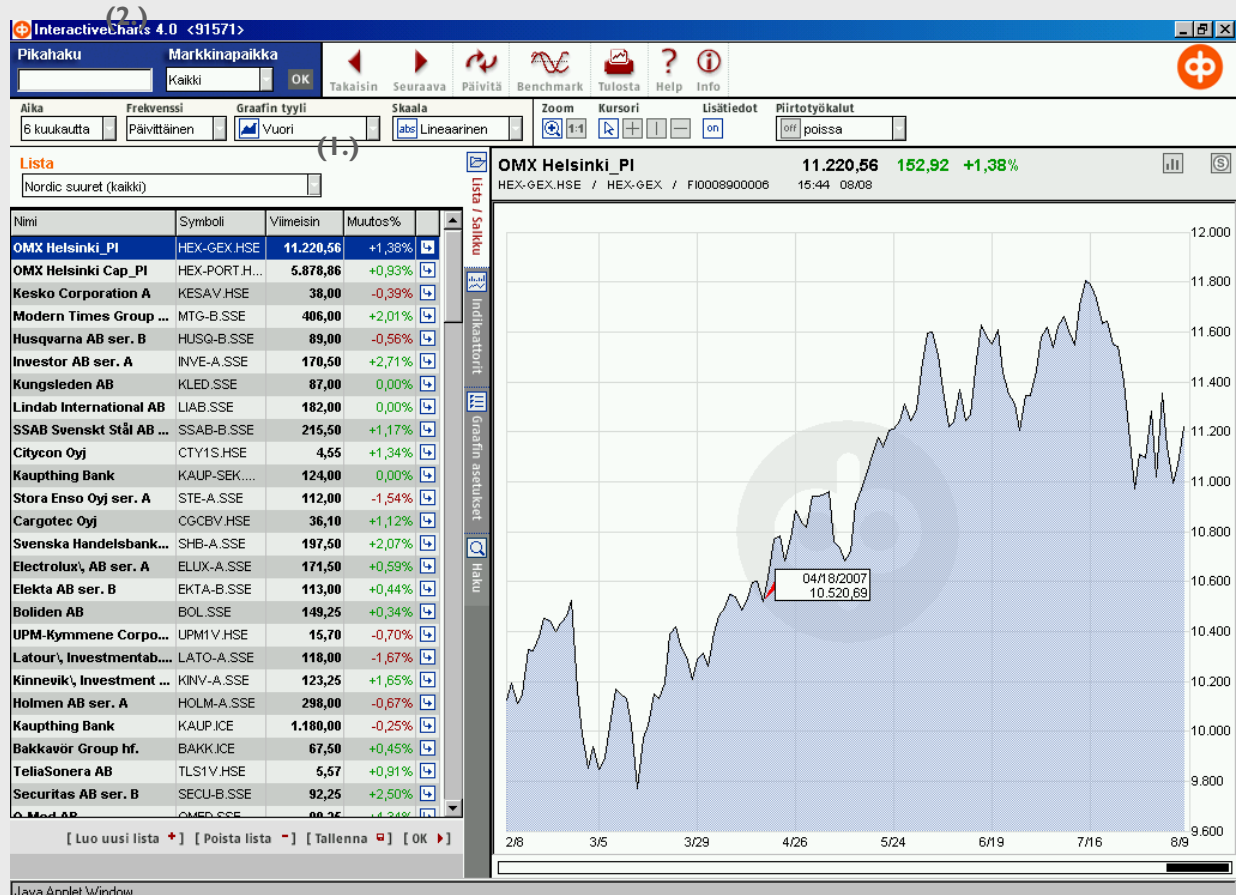 (2.)
InteractiveCharts 4.0 <91571>
Pikahaku Markkinapaikka
Kaikki OK
Takaisin Seuraava Päivitä Benchmark Tulosta Help Info
Aika Frekvenssi Graafin tyyli Skaala Zoom Kursori Lisätiedot Piirtotyökalut
6 kuukautta Päivittäinen Vuori abs Lineaarinen 1:1 on off poissa
(1.)
Lista
Nordic suuret (kaikki)
Nimi Symboli Viimeisin Muutos%
OMX Helsinki_PI HEX-GEX.HSE 11.220,56 +1,38%
OMX Helsinki Cap_PI HEX-PORT.H... 5.878,86 +0,93%
Kesko Corporation A KESAV.HSE 38,00 -0,39%
Modern Times Group ... MTG-B.SSE 406,00 +2,01%
Husqvarna AB ser. B HUSQ-B.SSE 89,00 -0,56%
Investor AB ser. A INVE-A.SSE 170,50 +2,71%
Kungsleden AB KLED.SSE 87,00 0,00%
Lindab International AB LIAB.SSE 182,00 0,00%
SSAB Svenskt Stål AB ... SSAB-B.SSE 215,50 +1,17%
Citycon Oyj CTY1S.HSE 4,55 +1,34%
Kaupthing Bank KAUP-SEK.... 124,00 0,00%
Stora Enso Oyj ser. A STE-A.SSE 112,00 -1,54%
Cargotec Oyj CGCBV.HSE 36,10 +1,12%
Svenska Handelsbank... SHB-A.SSE 197,50 +2,07%
Electrolux\, AB ser. A ELUX-A.SSE 171,50 +0,59%
Elekta AB ser. B EKTA-B.SSE 113,00 +0,44%
Boliden AB BOL.SSE 149,25 +0,34%
UPM-Kymmene Corpo... UPM1V.HSE 15,70 -0,70%
Latour\, Investmentab.... LATO-A.SSE 118,00 -1,67%
Kinnevik\, Investment ... KINV-A.SSE 123,25 +1,65%
Holmen AB ser. A HOLM-A.SSE 298,00 -0,67%
Kaupthing Bank KAUP.ICE 1.180,00 -0,25%
Bakkavör Group hf. BAKK.ICE 67,50 +0,45%
TeliaSonera AB TLS1V.HSE 5,57 +0,91%
Securitas AB ser. B SECU-B.SSE 92,25 +2,50%
Q-Med AB QMED.SSE
[ Luo uusi lista + ] [ Poista lista - ] [ Tallenna ] [ OK ]
Lista / Salkku
Indikaattorit
Graafin asetukset
Haku
OMX Helsinki_PI 11.220,56 152,92 +1,38%
HEX-GEX.HSE / HEX-GEX / FI0008900006 15:44 08/08
12.000
11.800
11.600
11.400
11.200
11.000
10.800
10.600
10.400
10.200
10.000
9.800
9.600
04/18/2007
10.520,69
2/8 3/5 3/29 4/26 5/24 6/19 7/16 8/9
Java Applet Window